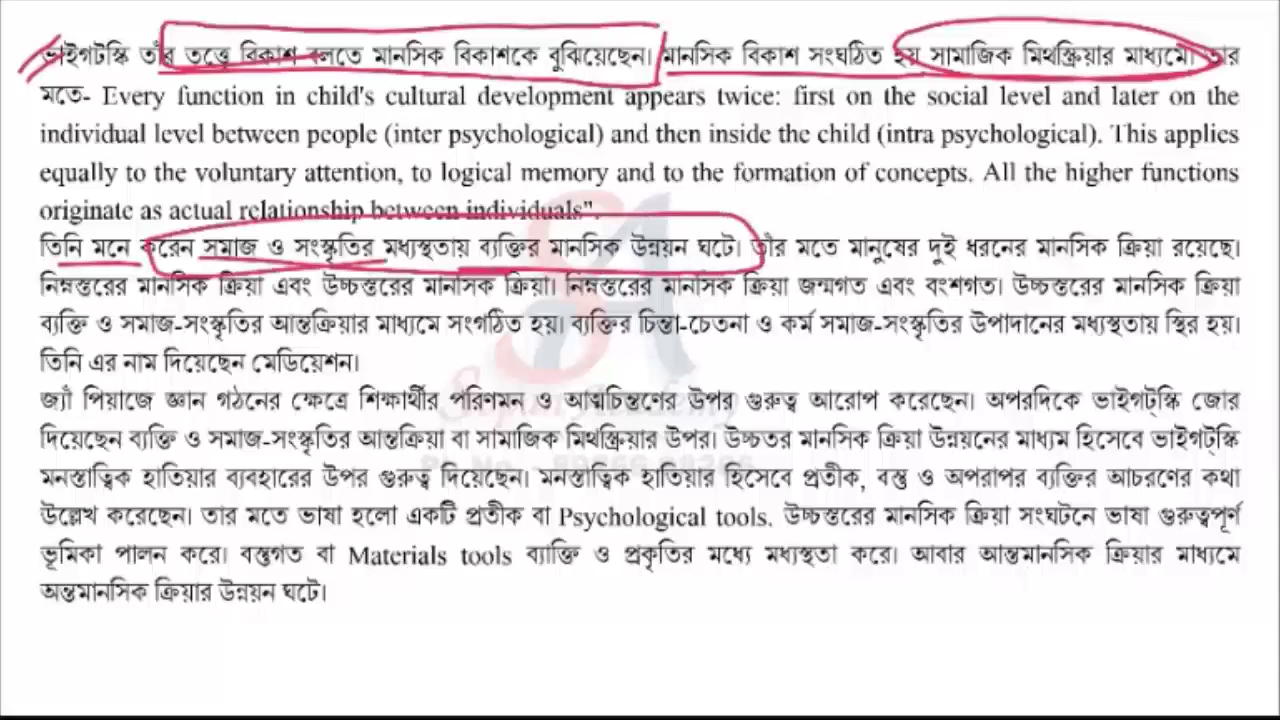 ভাইগটস্কি তাঁর তত্ত্বে বিকাশ বলতে মানসিক বিকাশকে বুঝিয়েছেন। মানসিক বিকাশ সংঘঠিত হয় সামাজিক মিথস্ক্রিয়ার মাধ্যমে। তার
মতে- Every function in child's cultural development appears twice: first on the social level and later on the
individual level between people (inter psychological) and then inside the child (intra psychological). This applies
equally to the voluntary attention, to logical memory and to the formation of concepts. All the higher functions
originate as actual relationship between individuals".
তিনি মনে করেন সমাজ ও সংস্কৃতির মধ্যস্থতায় ব্যক্তির মানসিক উন্নয়ন ঘটে। তাঁর মতে মানুষের দুই ধরনের মানসিক ক্রিয়া রয়েছে।
নিম্নস্তরের মানসিক ক্রিয়া এবং উচ্চস্তরের মানসিক ক্রিয়া। নিম্নস্তরের মানসিক ক্রিয়া জন্মগত এবং বংশগত। উচ্চস্তরের মানসিক ক্রিয়া
ব্যক্তি ও সমাজ-সংস্কৃতির আন্তক্রিয়ার মাধ্যমে সংগঠিত হয়। ব্যক্তির চিন্তা-চেতনা ও কর্ম সমাজ-সংস্কৃতির উপাদানের মধ্যস্থতায় স্থির হয়।
তিনি এর নাম দিয়েছেন মেডিয়েশন।
জ্যাঁ পিয়াজে জ্ঞান গঠনের ক্ষেত্রে শিক্ষার্থীর পরিণমন ও আত্মচিন্তণের উপর গুরুত্ব আরোপ করেছেন। অপরদিকে ভাইগট্স্কি জোর
দিয়েছেন ব্যক্তি ও সমাজ-সংস্কৃতির আন্তক্রিয়া বা সামাজিক মিথস্ক্রিয়ার উপর। উচ্চতর মানসিক ক্রিয়া উন্নয়নের মাধ্যম হিসেবে ভাইগট্স্কি
মনস্তাত্বিক হাতিয়ার ব্যবহারের উপর গুরুত্ব দিয়েছেন। মনস্তাত্বিক হাতিয়ার হিসেবে প্রতীক, বস্তু ও অপরাপর ব্যক্তির আচরণের কথা
উল্লেখ করেছেন। তার মতে ভাষা হলো একটি প্রতীক বা Psychological tools. উচ্চস্তরের মানসিক ক্রিয়া সংঘটনে ভাষা গুরুত্বপূর্ণ
ভূমিকা পালন করে। বস্তুগত বা Materials tools ব্যাক্তি ও প্রকৃতির মধ্যে মধ্যস্থতা করে। আবার আন্তমানসিক ক্রিয়ার মাধ্যমে
অন্তমানসিক ক্রিয়ার উন্নয়ন ঘটে।